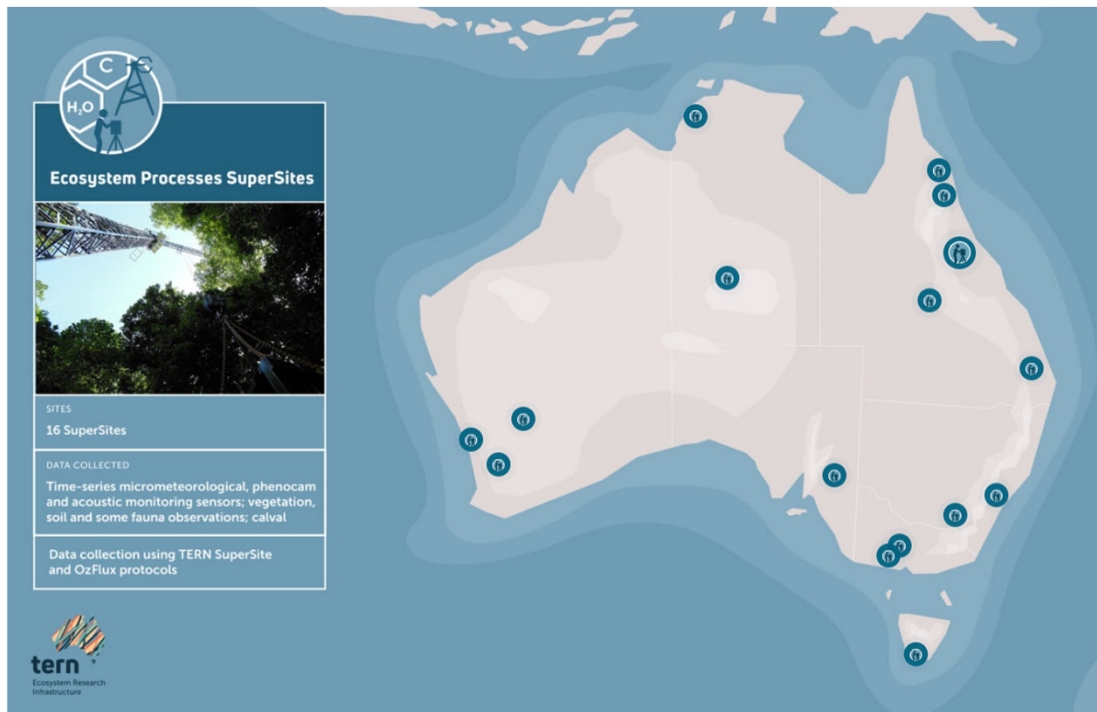 C
H₂O
Ecosystem Processes SuperSites
SITES
16 SuperSites
DATA COLLECTED
Time-series micrometeorological, phenocam
and acoustic monitoring sensors; vegetation,
soil and some fauna observations; calval
Data collection using TERN SuperSite
and OzFlux protocols
tern
Ecosystem Research
Infrastructure